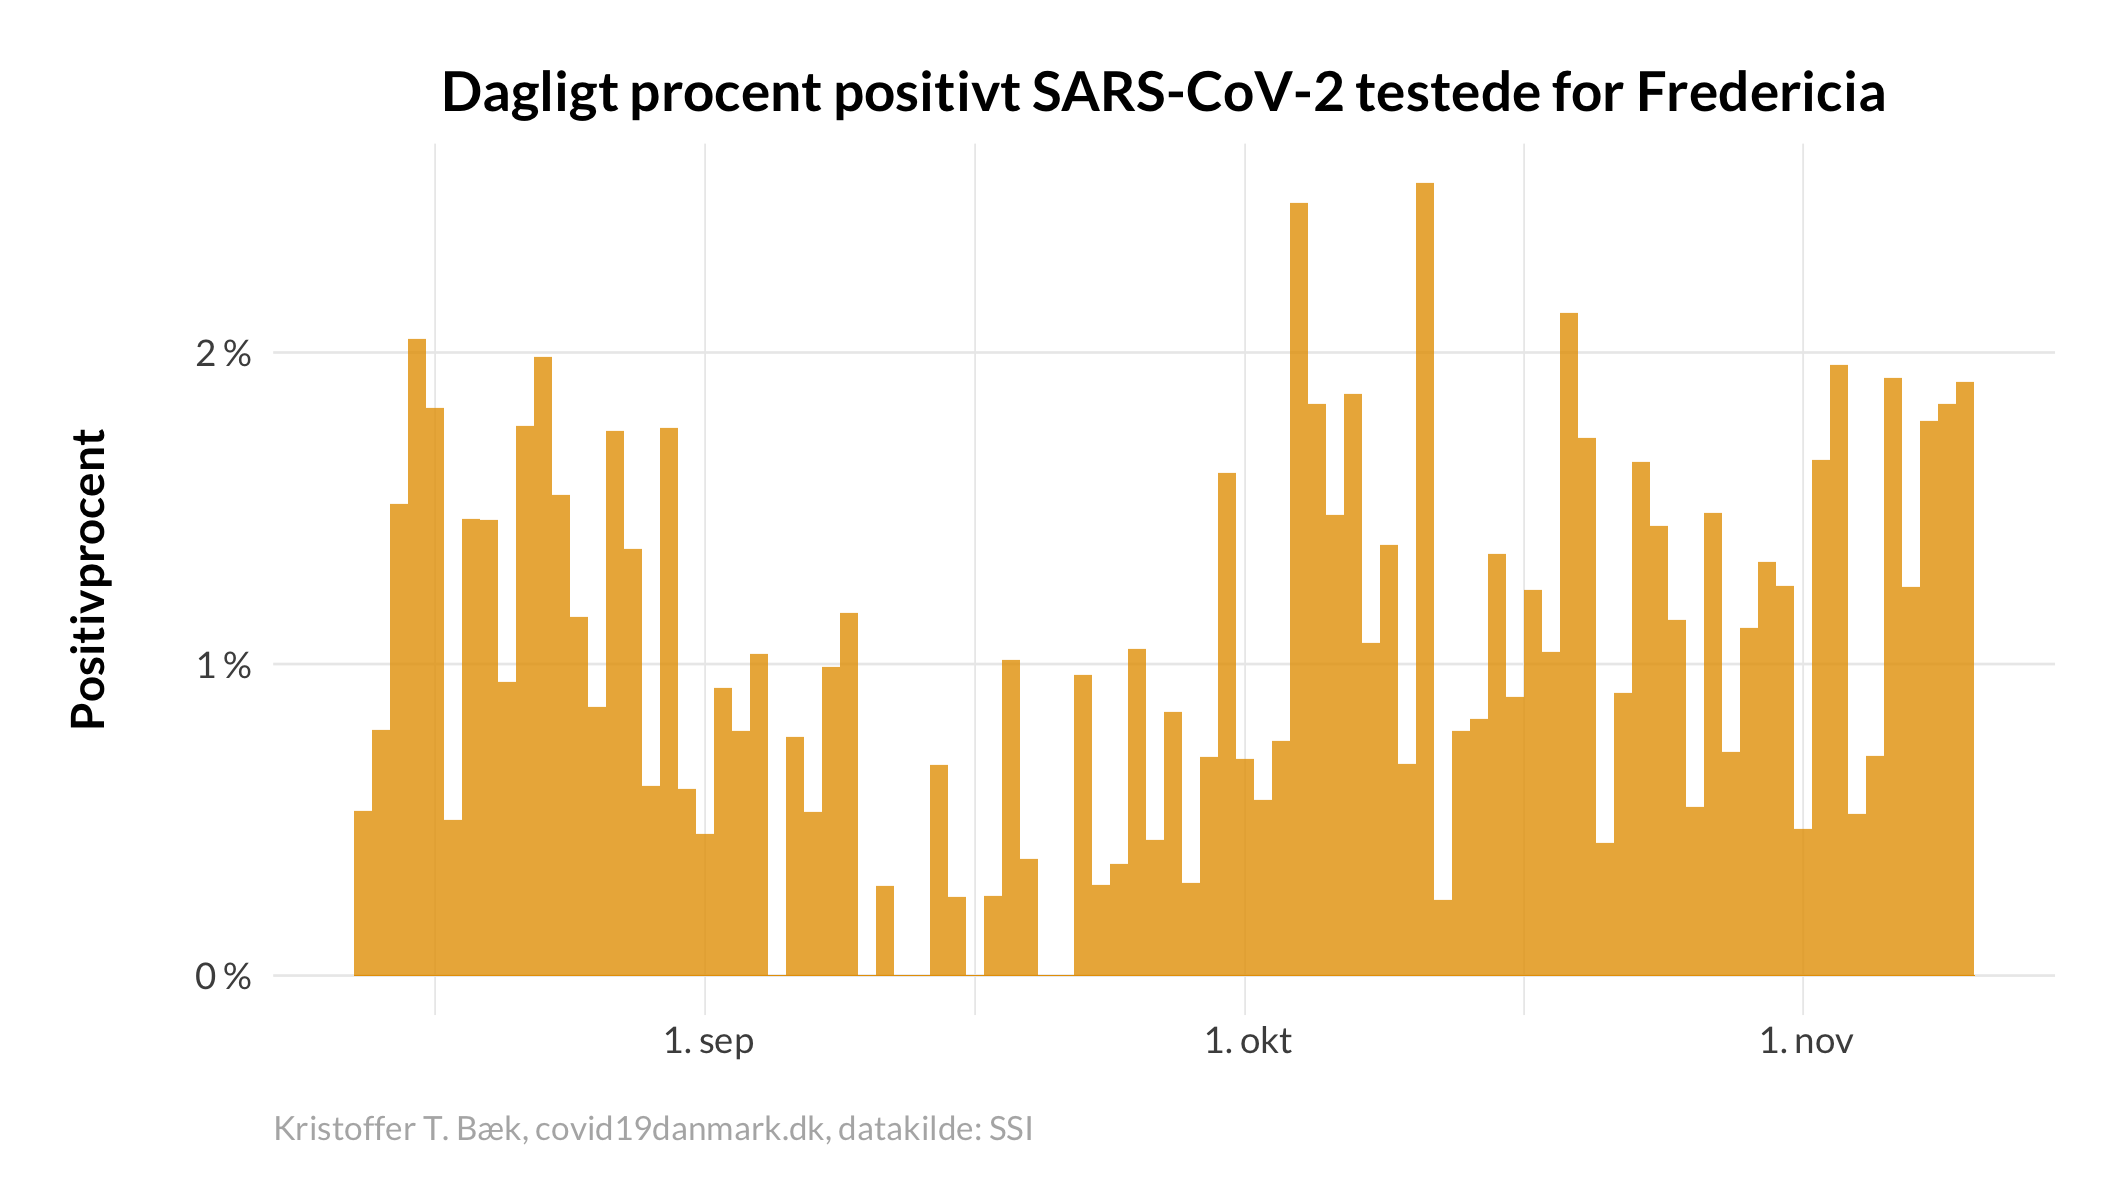 Dagligt procent positivt SARS-CoV-2 testede for Fredericia
Positivprocent
2 %
1 %
0 %
1. sep
1. okt
1. nov
Kristoffer T. Bæk, covid19danmark.dk, datakilde: SSI